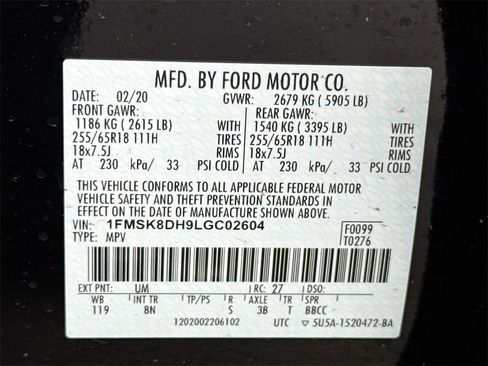 MFD. BY FORD MOTOR CO.
DATE: 02/20 GVWR: 2679 KG ( 5905 LB)
FRONT GAWR: REAR GAWR:
1186 KG ( 2615 LB) WITH 1540 KG ( 3395 LB) WITH
255/65R18 111H TIRES 255/65R18 111H TIRES
18x7.5J RIMS 18x7.5J RIMS
AT 230 kPa/ 33 PSI COLD AT 230 kPa/ 33 PSI COLD
THIS VEHICLE CONFORMS TO ALL APPLICABLE FEDERAL MOTOR
VEHICLE SAFETY AND THEFT PREVENTION STANDARDS IN
EFFECT ON THE DATE OF MANUFACTURE SHOWN ABOVE.
VIN: 1FMSK8DH9LGC02604 F0099
TYPE: MPV T0276
EXT PNT: UM RC: 27 DSO:
WB INT TR TP/PS R AXLE TR SPR
119 8N S 3B T BBCC
1202002206102 UTC 5U5A-1520472-BA